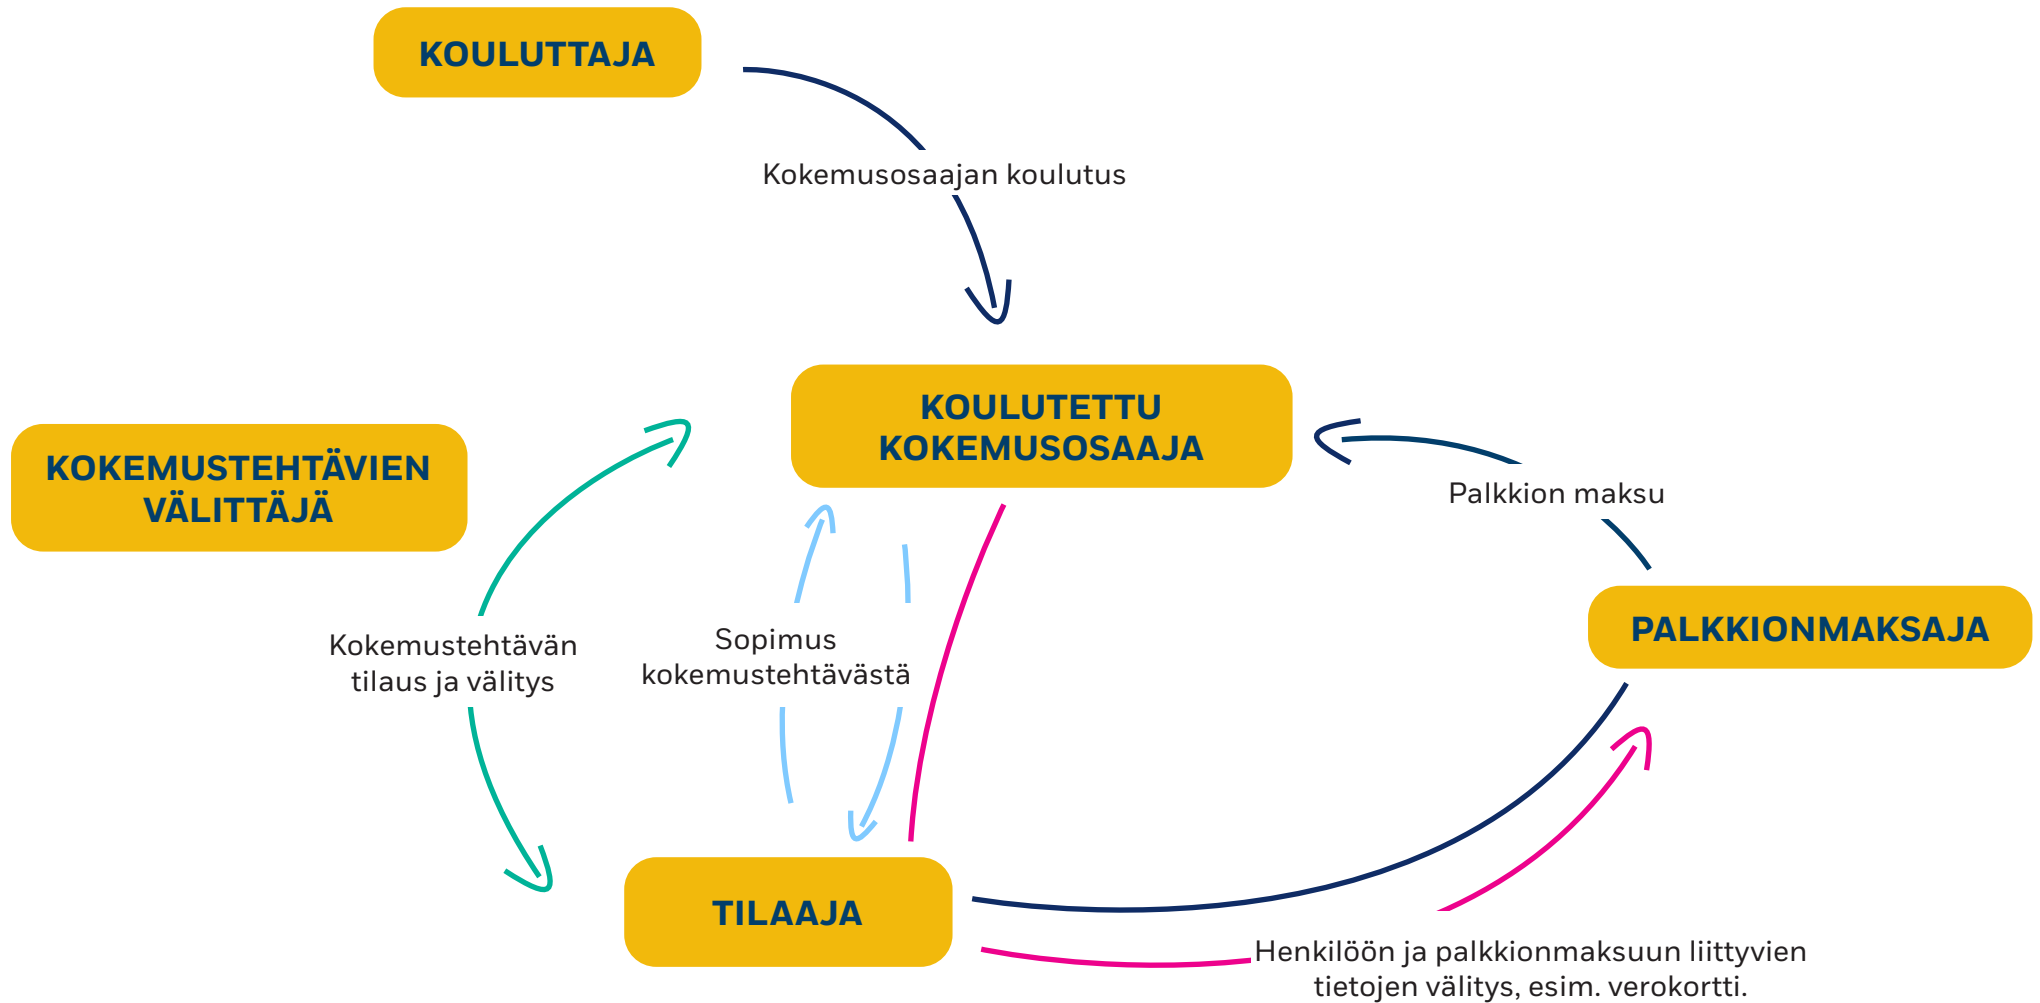 KOULUTTAJA
Kokemusosaajan koulutus
KOULUTETTU
KOKEMUSOSAAJA
KOKEMUSTEHTÄVIEN
VÄLITTÄJÄ
Palkkion maksu
PALKKIONMAKSAJA
Kokemustehtävän
tilaus ja välitys
Sopimus
kokemustehtävästä
TILAAJA
Henkilöön ja palkkionmaksuun liittyvien
tietojen välitys, esim. verokortti.